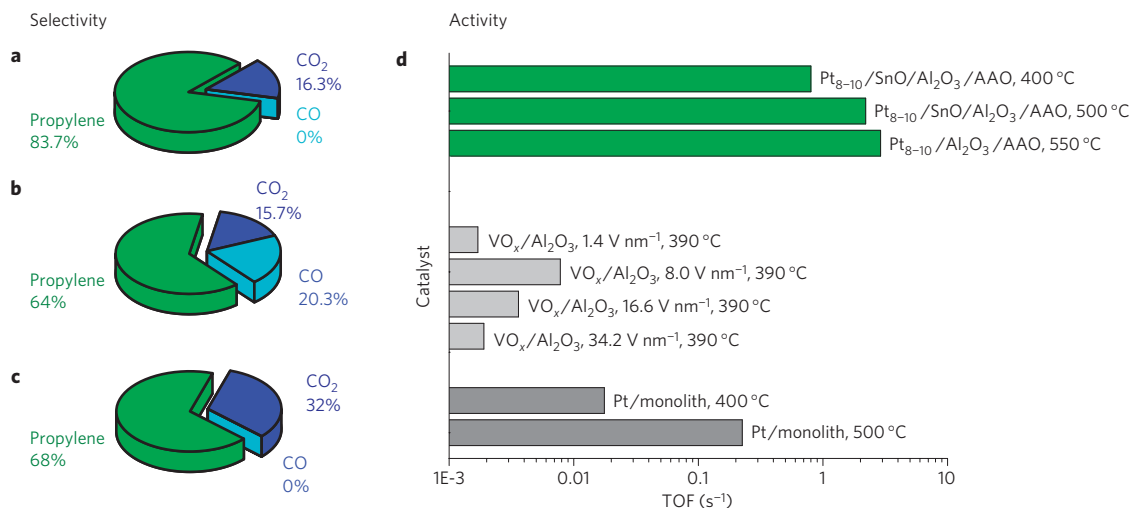 Selectivity
a
CO₂
16.3%
CO
0%
Propylene
83.7%
b
CO₂
15.7%
CO
20.3%
Propylene
64%
c
CO₂
32%
CO
0%
Propylene
68%
Activity
d
Pt₈₋₁₀/SnO/Al₂O₃/AAO, 400 °C
Pt₈₋₁₀/SnO/Al₂O₃/AAO, 500 °C
Pt₈₋₁₀/Al₂O₃/AAO, 550 °C
VOₓ/Al₂O₃, 1.4 V nm⁻¹, 390 °C
VOₓ/Al₂O₃, 8.0 V nm⁻¹, 390 °C
VOₓ/Al₂O₃, 16.6 V nm⁻¹, 390 °C
VOₓ/Al₂O₃, 34.2 V nm⁻¹, 390 °C
Pt/monolith, 400 °C
Pt/monolith, 500 °C
Catalyst
1E-3
0.01
0.1
1
10
TOF (s⁻¹)